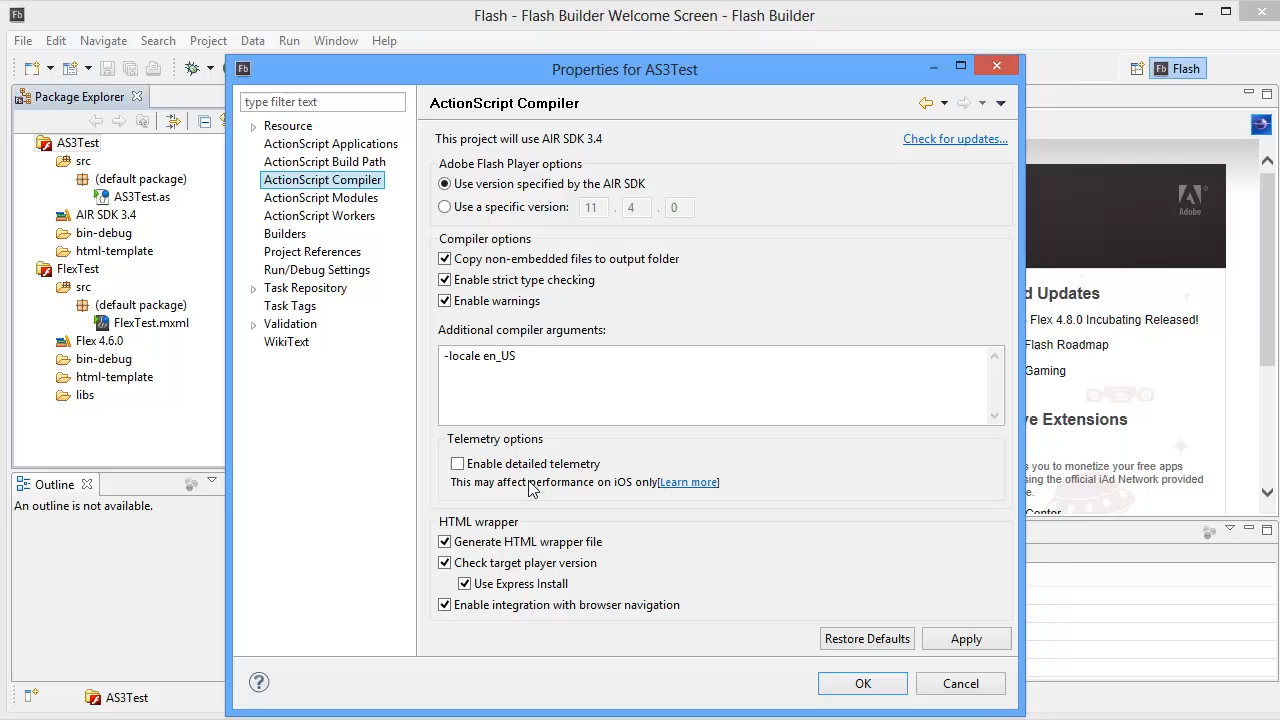 Fb
Flash - Flash Builder Welcome Screen - Flash Builder
File Edit Navigate Search Project Data Run Window Help
Fb Flash
Package Explorer
AS3Test
src
(default package)
AS3Test.as
AIR SDK 3.4
bin-debug
html-template
FlexTest
src
(default package)
FlexTest.mxml
Flex 4.6.0
bin-debug
html-template
libs
Outline
An outline is not available.
AS3Test
Fb
Properties for AS3Test
type filter text
Resource
ActionScript Applications
ActionScript Build Path
ActionScript Compiler
ActionScript Modules
ActionScript Workers
Builders
Project References
Run/Debug Settings
Task Repository
Task Tags
Validation
WikiText
ActionScript Compiler
This project will use AIR SDK 3.4
Check for updates...
Adobe Flash Player options
Use version specified by the AIR SDK
Use a specific version: 11 . 4 . 0
Compiler options
Copy non-embedded files to output folder
Enable strict type checking
Enable warnings
Additional compiler arguments:
-locale en_US
Telemetry options
Enable detailed telemetry
This may affect performance on iOS only[Learn more]
HTML wrapper
Generate HTML wrapper file
Check target player version
Use Express Install
Enable integration with browser navigation
Restore Defaults
Apply
?
OK
Cancel
Adobe
d Updates
Flex 4.8.0 Incubating Released!
Flash Roadmap
Gaming
ve Extensions
s you to monetize your free apps
sing the official iAd Network provided
e.